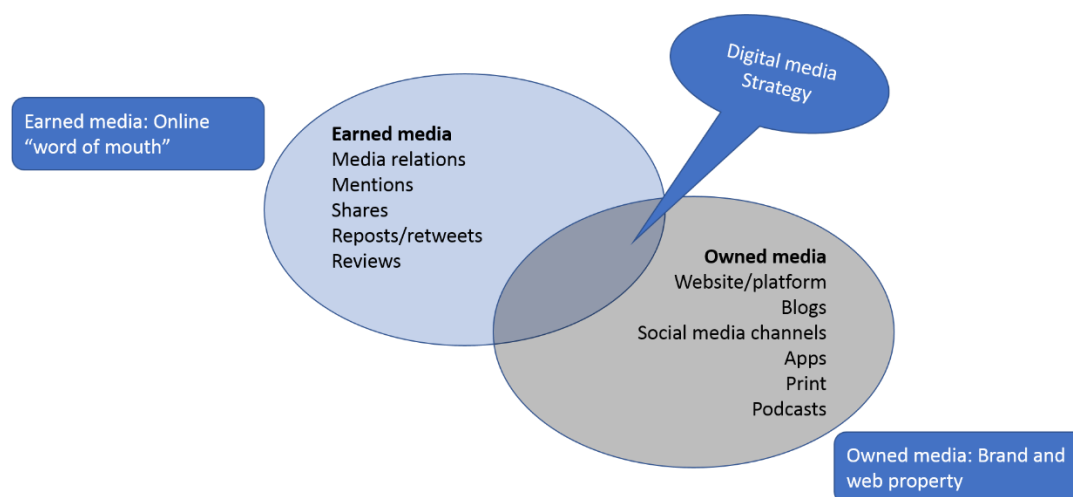 Digital media
Strategy
Earned media: Online
“word of mouth”
Earned media
Media relations
Mentions
Shares
Reposts/retweets
Reviews
Owned media
Website/platform
Blogs
Social media channels
Apps
Print
Podcasts
Owned media: Brand and
web property